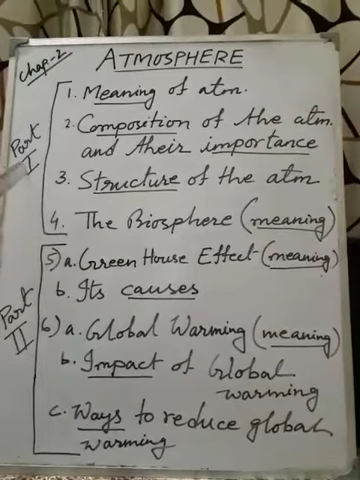 Chap-2
ATMOSPHERE
Part I
1. Meaning of atm.
2. Composition of the atm.
and their importance
3. Structure of the atm
4. The Biosphere (meaning)
Part II
5) a. Green House Effect (meaning)
b. Its causes
6) a. Global Warming (meaning)
b. Impact of Global
warming
c. Ways to reduce global
warming